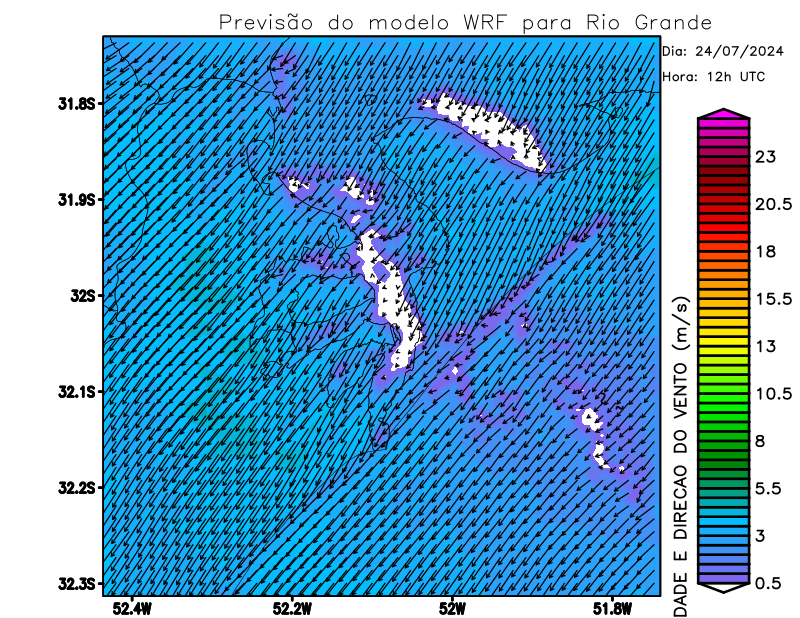 Previsão do modelo WRF para Rio Grande
Dia: 24/07/2024
Hora: 12h UTC
31.8S
31.9S
32S
32.1S
32.2S
32.3S
52.4W
52.2W
52W
51.8W
DADE E DIRECAO DO VENTO (m/s)
23
20.5
18
15.5
13
10.5
8
5.5
3
0.5